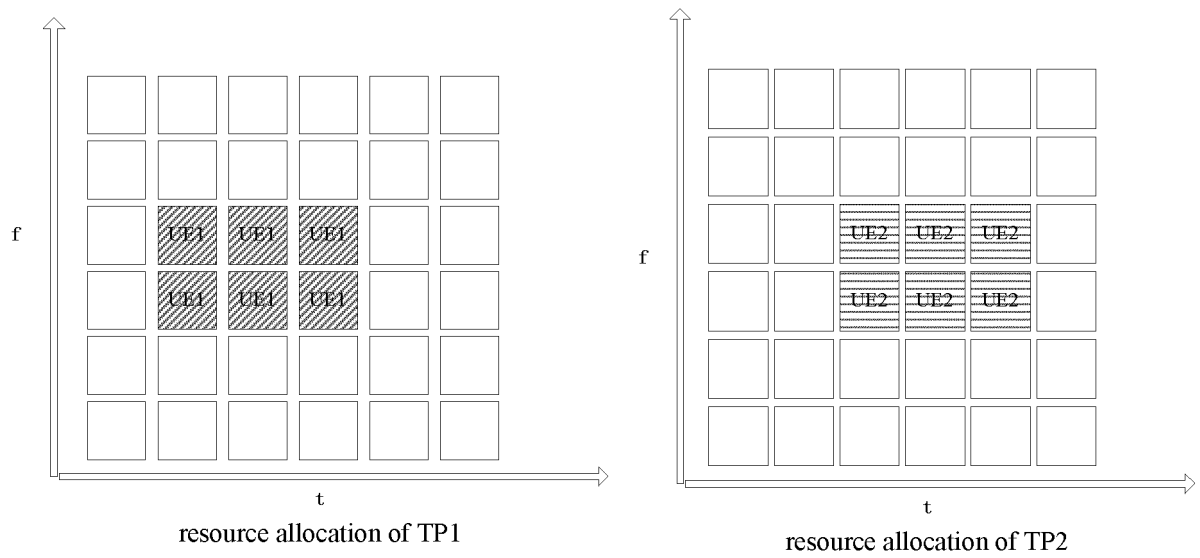 f
UE1 UE1 UE1
UE1 UE1 UE1
t
resource allocation of TP1
f
UE2 UE2 UE2
UE2 UE2 UE2
t
resource allocation of TP2